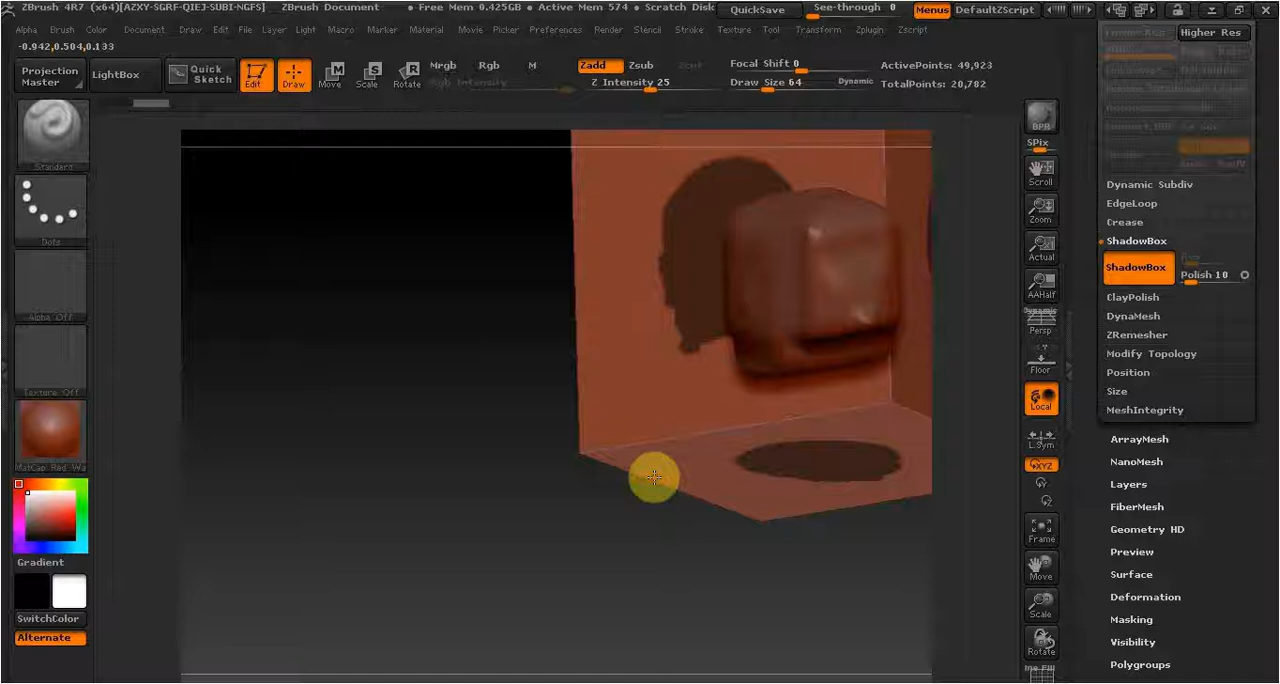 ZBrush 4R7 (x64)[AZXY-SGRF-QIEJ-SUBI-NGFS] ZBrush Document • Free Mem 0.425GB • Active Mem 574 • Scratch Disk QuickSave See-through 0 Menus DefaultZScript
Alpha Brush Color Document Draw Edit File Layer Light Macro Marker Material Movie Picker Preferences Render Stencil Stroke Texture Tool Transform Zplugin Zscript
-0.942,0.504,0.133
Higher Res
Projection Master
LightBox
Quick Sketch
Edit
Draw
Move
Scale
Rotate
Mrgb Rgb M
Rgb Intensity
Zadd Zsub Zcut
Z Intensity 25
Focal Shift 0
Draw Size 64 Dynamic
ActivePoints: 49,923
TotalPoints: 20,782
Standard
Dots
Alpha Off
Texture Off
MatCap Red Wa
Gradient
SwitchColor
Alternate
BPR
SPix
Scroll
Zoom
Actual
AAHalf
Dynamic
Persp
Floor
Local
L.Sym
XYZ
Frame
Move
Scale
Rotate
Dynamic Subdiv
EdgeLoop
Crease
ShadowBox
ShadowBox
Res
Polish 10
ClayPolish
DynaMesh
ZRemesher
Modify Topology
Position
Size
MeshIntegrity
ArrayMesh
NanoMesh
Layers
FiberMesh
Geometry HD
Preview
Surface
Deformation
Masking
Visibility
Polygroups